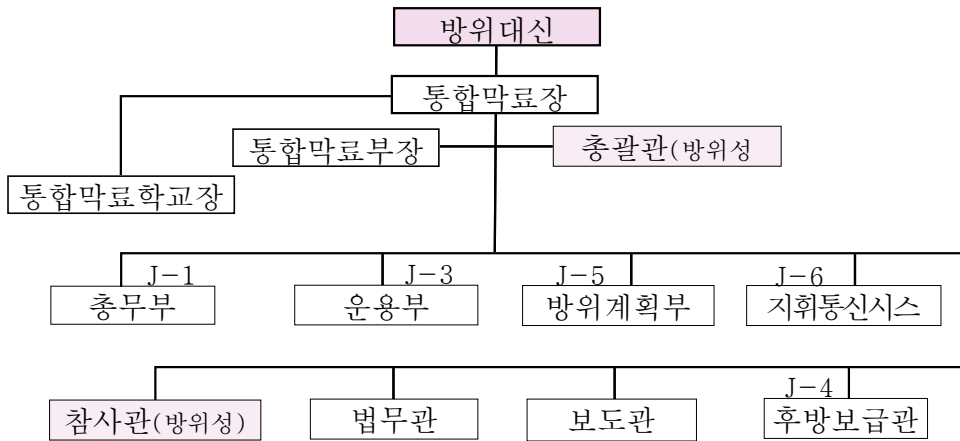 방위대신
통합막료장
통합막료부장
총괄관(방위성
통합막료학교장
J-1
J-3
J-5
J-6
총무부
운용부
방위계획부
지휘통신시스
J-4
참사관(방위성)
법무관
보도관
후방보급관